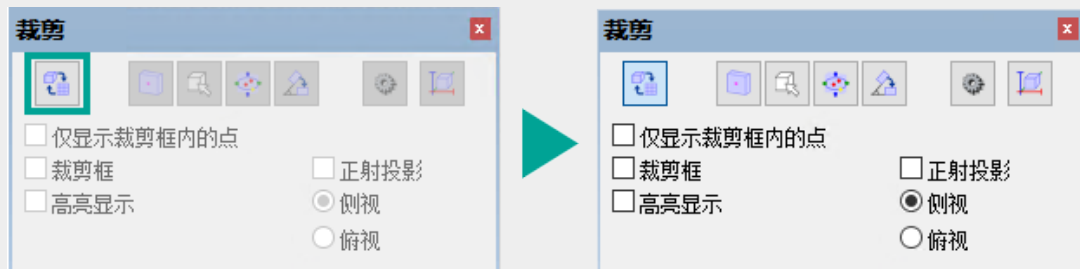 裁剪
仅显示裁剪框内的点
裁剪框
正射投影
高亮显示
侧视
俯视
裁剪
仅显示裁剪框内的点
裁剪框
正射投影
高亮显示
侧视
俯视